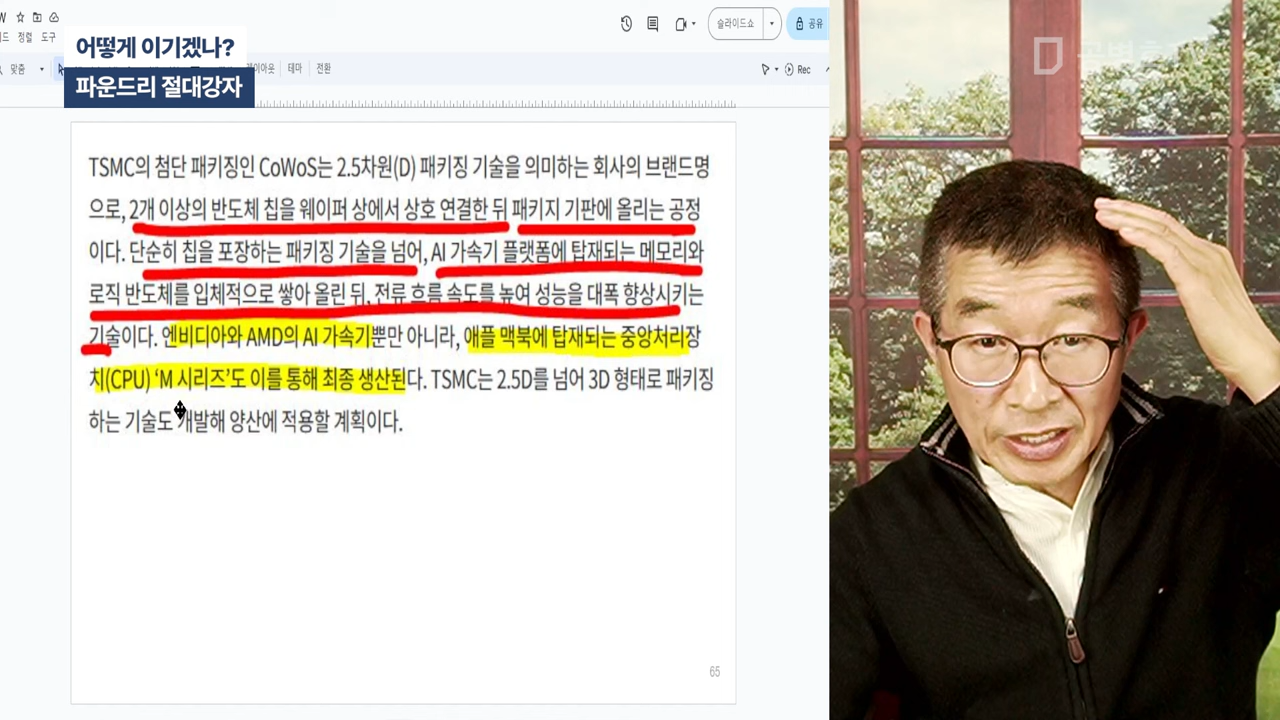 어떻게 이기겠나?
파운드리 절대강자
도구
정렬
슬라이드쇼
공유
맞춤
테마
전환
Rec
TSMC의 첨단 패키징인 CoWoS는 2.5차원(D) 패키징 기술을 의미하는 회사의 브랜드명
으로, 2개 이상의 반도체 칩을 웨이퍼 상에서 상호 연결한 뒤 패키지 기판에 올리는 공정
이다. 단순히 칩을 포장하는 패키징 기술을 넘어, AI 가속기 플랫폼에 탑재되는 메모리와
로직 반도체를 입체적으로 쌓아 올린 뒤, 전류 흐름 속도를 높여 성능을 대폭 향상시키는
기술이다. 엔비디아와 AMD의 AI 가속기뿐만 아니라, 애플 맥북에 탑재되는 중앙처리장
치(CPU) ‘M 시리즈’도 이를 통해 최종 생산된다. TSMC는 2.5D를 넘어 3D 형태로 패키징
하는 기술도 개발해 양산에 적용할 계획이다.
65